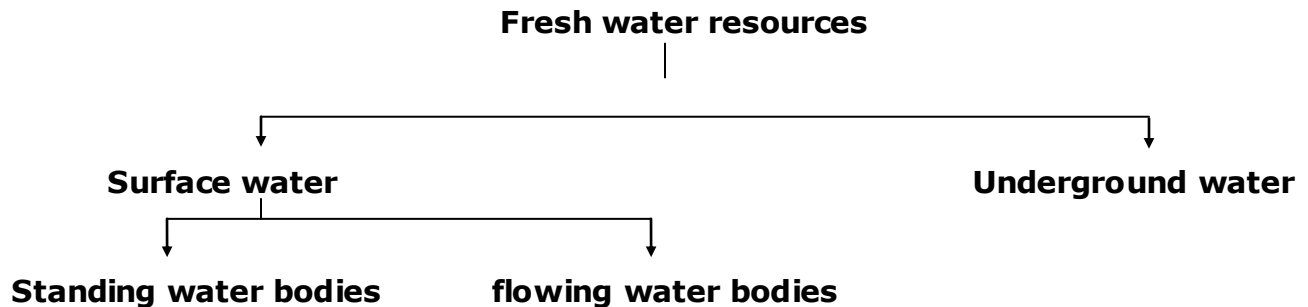 Fresh water resources
Surface water
Underground water
Standing water bodies
flowing water bodies